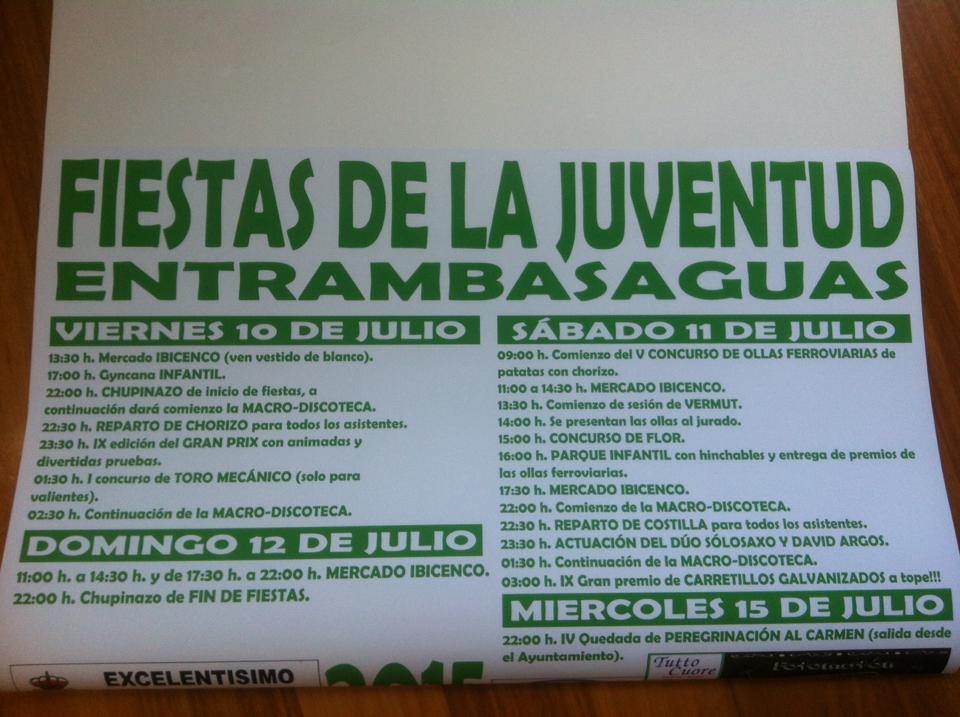 FIESTAS DE LA JUVENTUD
ENTRAMBASAGUAS
VIERNES 10 DE JULIO
13:30 h. Mercado IBICENCO (ven vestido de blanco).
17:00 h. Gyncana INFANTIL.
22:00 h. CHUPINAZO de inicio de fiestas, a
continuación dará comienzo la MACRO-DISCOTECA.
22:30 h. REPARTO DE CHORIZO para todos los asistentes.
23:30 h. IX edición del GRAN PRIX con animadas y
divertidas pruebas.
01:30 h. I concurso de TORO MECÁNICO (solo para
valientes).
02:30 h. Continuación de la MACRO-DISCOTECA.
DOMINGO 12 DE JULIO
11:00 h. a 14:30 h. y de 17:30 h. a 22:00 h. MERCADO IBICENCO.
22:00 h. Chupinazo de FIN DE FIESTAS.
SÁBADO 11 DE JULIO
09:00 h. Comienzo del V CONCURSO DE OLLAS FERROVIARIAS de
patatas con chorizo.
11:00 a 14:30 h. MERCADO IBICENCO.
13:30 h. Comienzo de sesión de VERMUT.
14:00 h. Se presentan las ollas al jurado.
15:00 h. CONCURSO DE FLOR.
16:00 h. PARQUE INFANTIL con hinchables y entrega de premios de
las ollas ferroviarias.
17:30 h. MERCADO IBICENCO.
22:00 h. Comienzo de la MACRO-DISCOTECA.
22:30 h. REPARTO DE COSTILLA para todos los asistentes.
23:30 h. ACTUACIÓN DEL DÚO SÓLOSAXO Y DAVID ARGOS.
01:30 h. Continuación de la MACRO-DISCOTECA.
03:00 h. IX Gran premio de CARRETILLOS GALVANIZADOS a tope!!!
MIERCOLES 15 DE JULIO
22:00 h. IV Quedada de PEREGRINACIÓN AL CARMEN (salida desde
el Ayuntamiento).
EXCELENTISIMO
2015
Tutto
Cuore